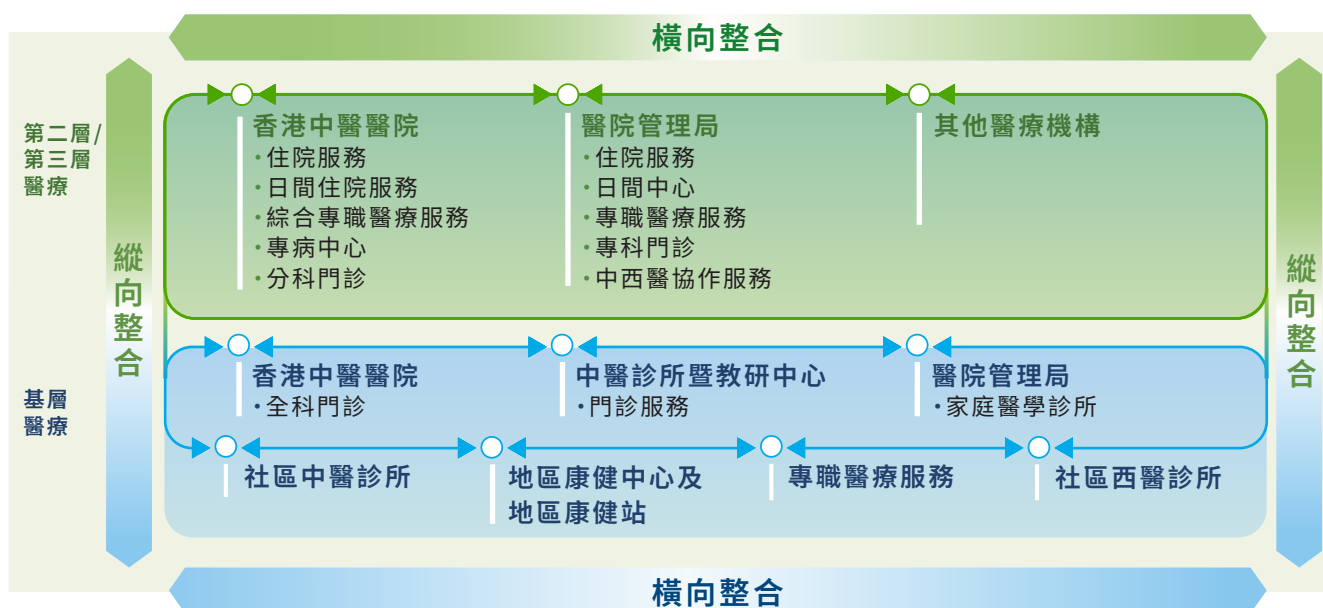 橫向整合
第二層/
第三層
醫療
縱向整合
香港中醫醫院
·住院服務
·日間住院服務
·綜合專職醫療服務
·專病中心
·分科門診
醫院管理局
·住院服務
·日間中心
·專職醫療服務
·專科門診
·中西醫協作服務
其他醫療機構
縱向整合
基層
醫療
香港中醫醫院
·全科門診
中醫診所暨教研中心
·門診服務
醫院管理局
·家庭醫學診所
社區中醫診所
地區康健中心及
地區康健站
專職醫療服務
社區西醫診所
橫向整合